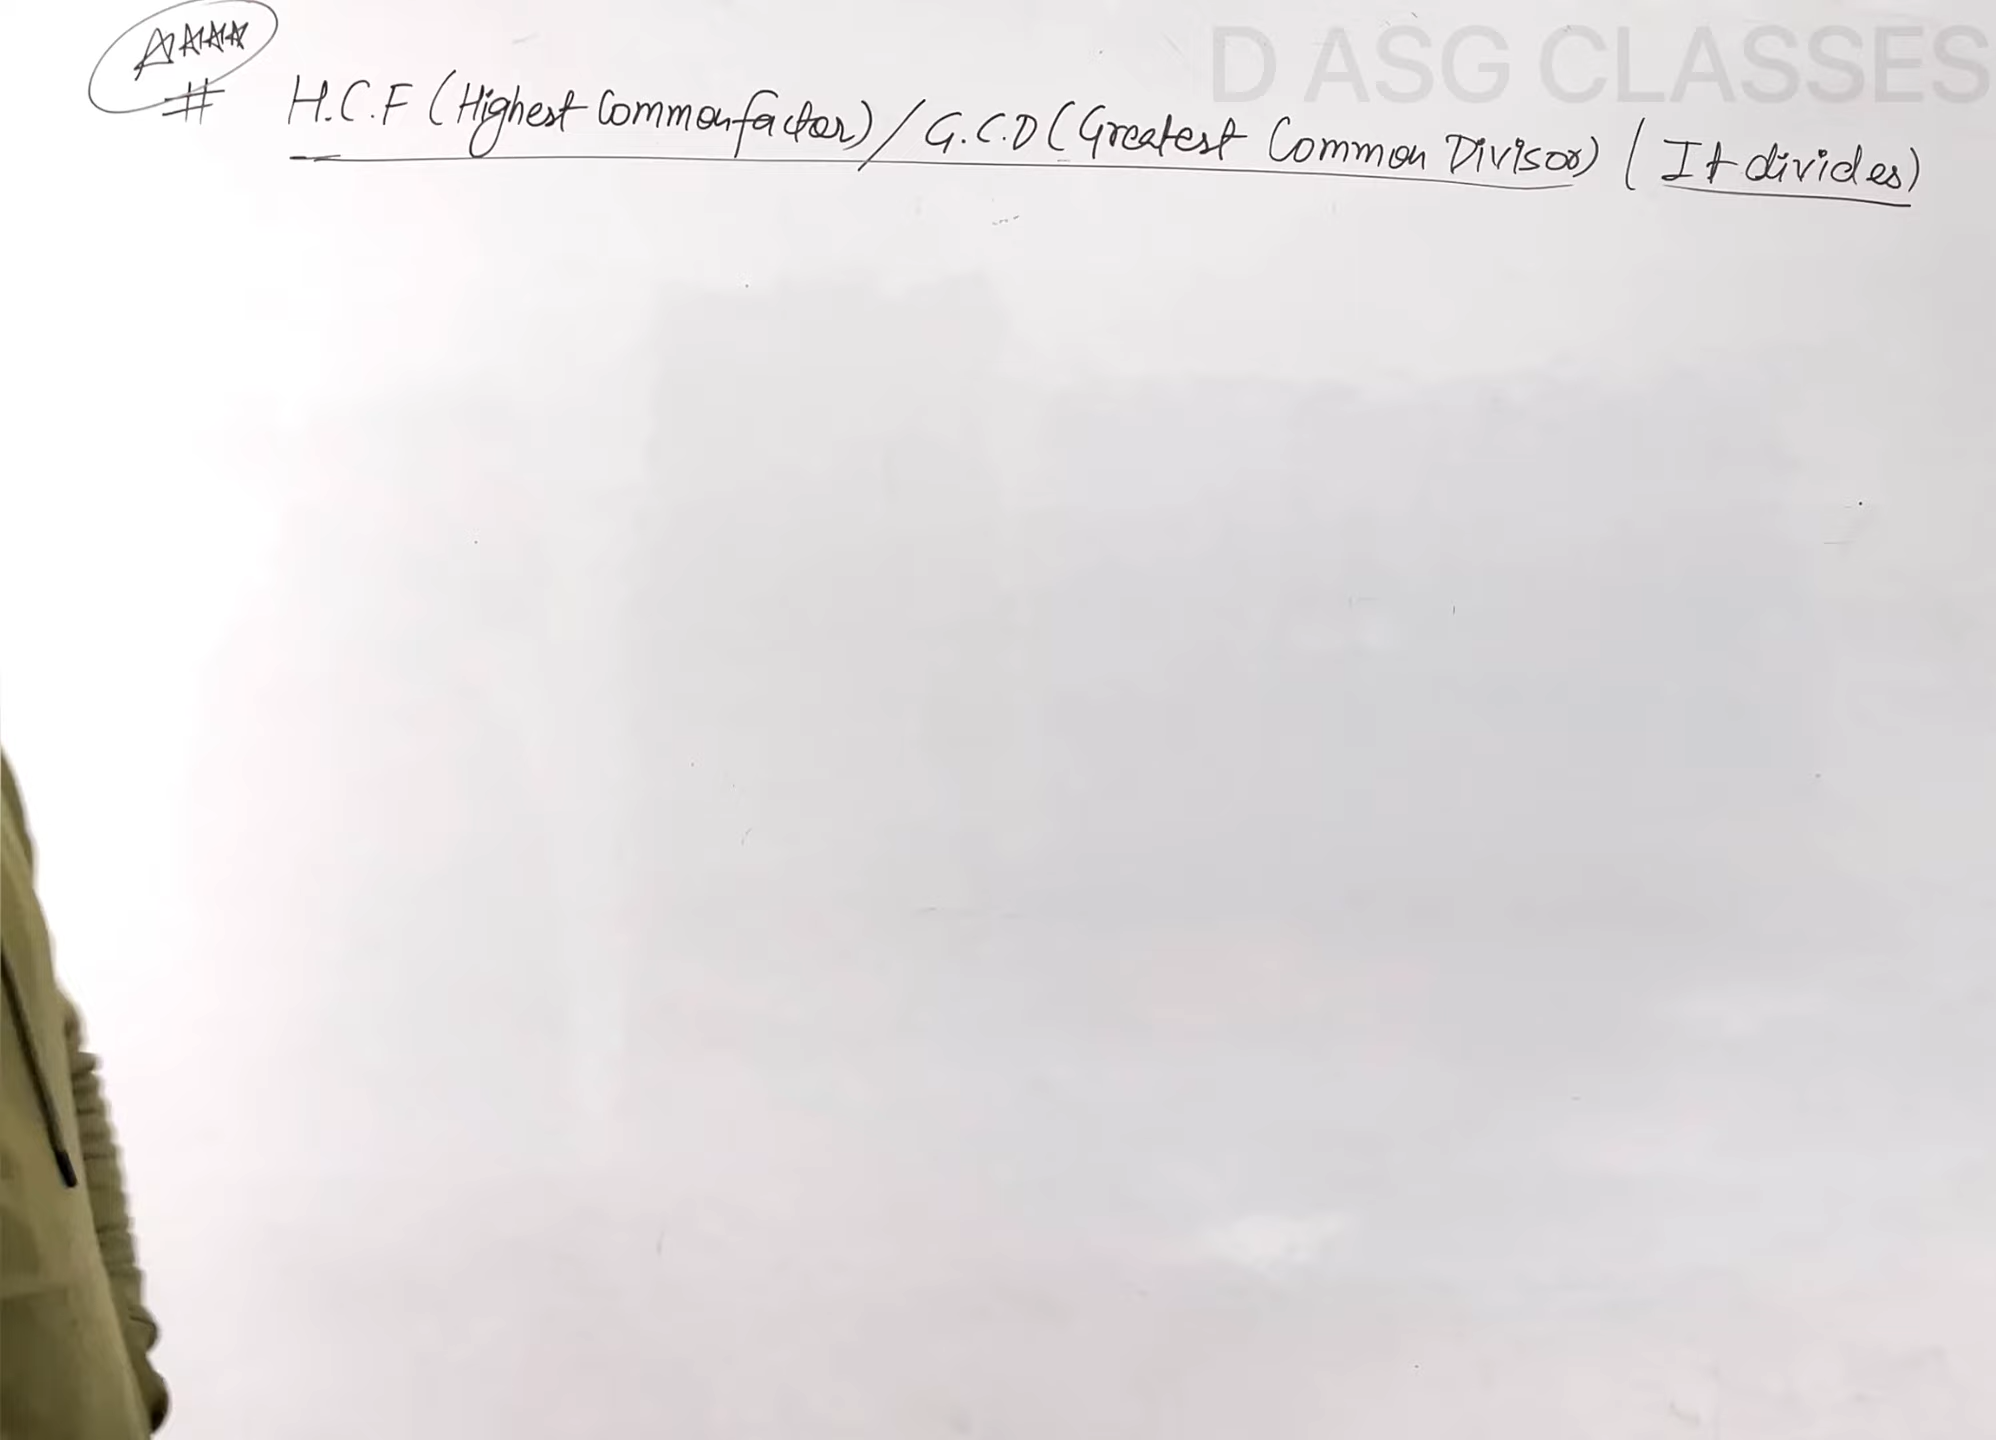 D ASG CLASSES
# H.C.F (Highest Common factor) / G.C.D (Greatest Common Divisor) (It divides)